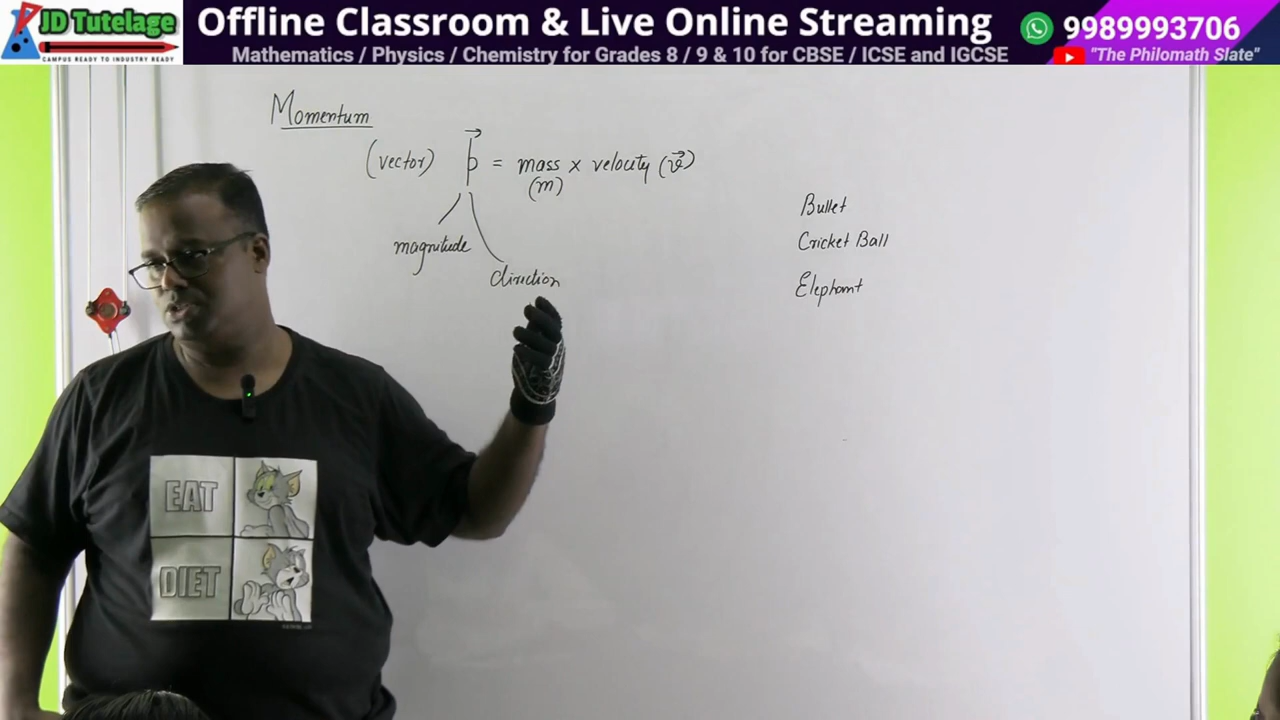 JD Tutelage
CAMPUS READY TO INDUSTRY READY
Offline Classroom & Live Online Streaming
9989993706
Mathematics / Physics / Chemistry for Grades 8 / 9 & 10 for CBSE / ICSE and IGCSE
"The Philomath Slate"
Momentum
(vector) p = mass x velocity (v)
(m)
magnitude
direction
Bullet
Cricket Ball
Elephant
EAT
DIET